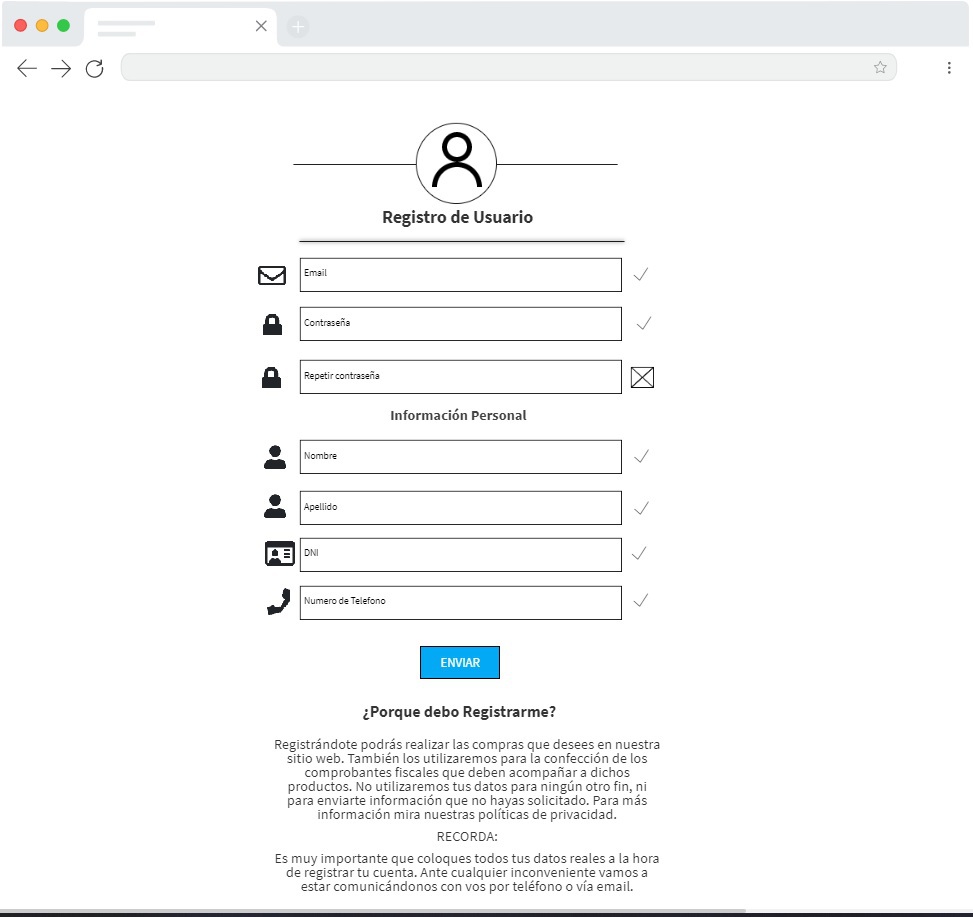 Registro de Usuario
Email
Contraseña
Repetir contraseña
Información Personal
Nombre
Apellido
DNI
Numero de Telefono
ENVIAR
¿Porque debo Registrarme?
Registrándote podrás realizar las compras que desees en nuestra
sitio web. También los utilizaremos para la confección de los
comprobantes fiscales que deben acompañar a dichos
productos. No utilizaremos tus datos para ningún otro fin, ni
para enviarte información que no hayas solicitado. Para más
información mira nuestras políticas de privacidad.
RECORDA:
Es muy importante que coloques todos tus datos reales a la hora
de registrar tu cuenta. Ante cualquier inconveniente vamos a
estar comunicándonos con vos por teléfono o vía email.